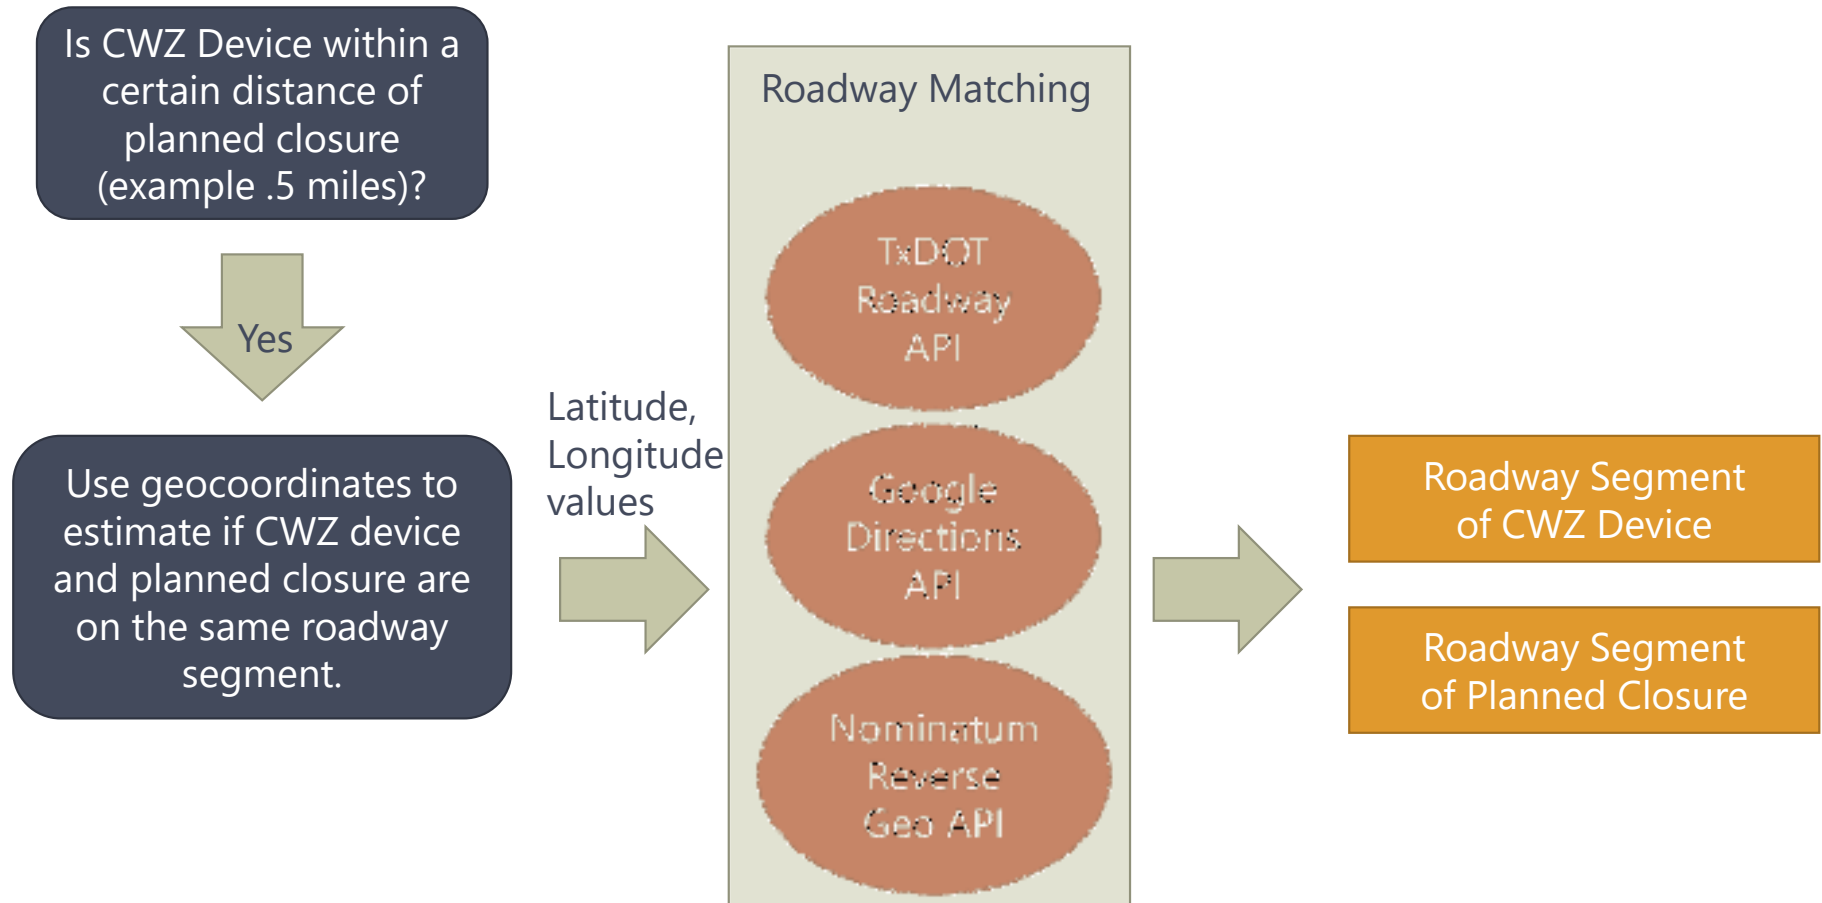 Is CWZ Device within a
certain distance of
planned closure
(example .5 miles)?
Yes
Use geocoordinates to
estimate if CWZ device
and planned closure are
on the same roadway
segment.
Latitude,
Longitude
values
Roadway Matching
TxDOT
Roadway
API
Google
Directions
API
Nominatum
Reverse
Geo API
Roadway Segment
of CWZ Device
Roadway Segment
of Planned Closure